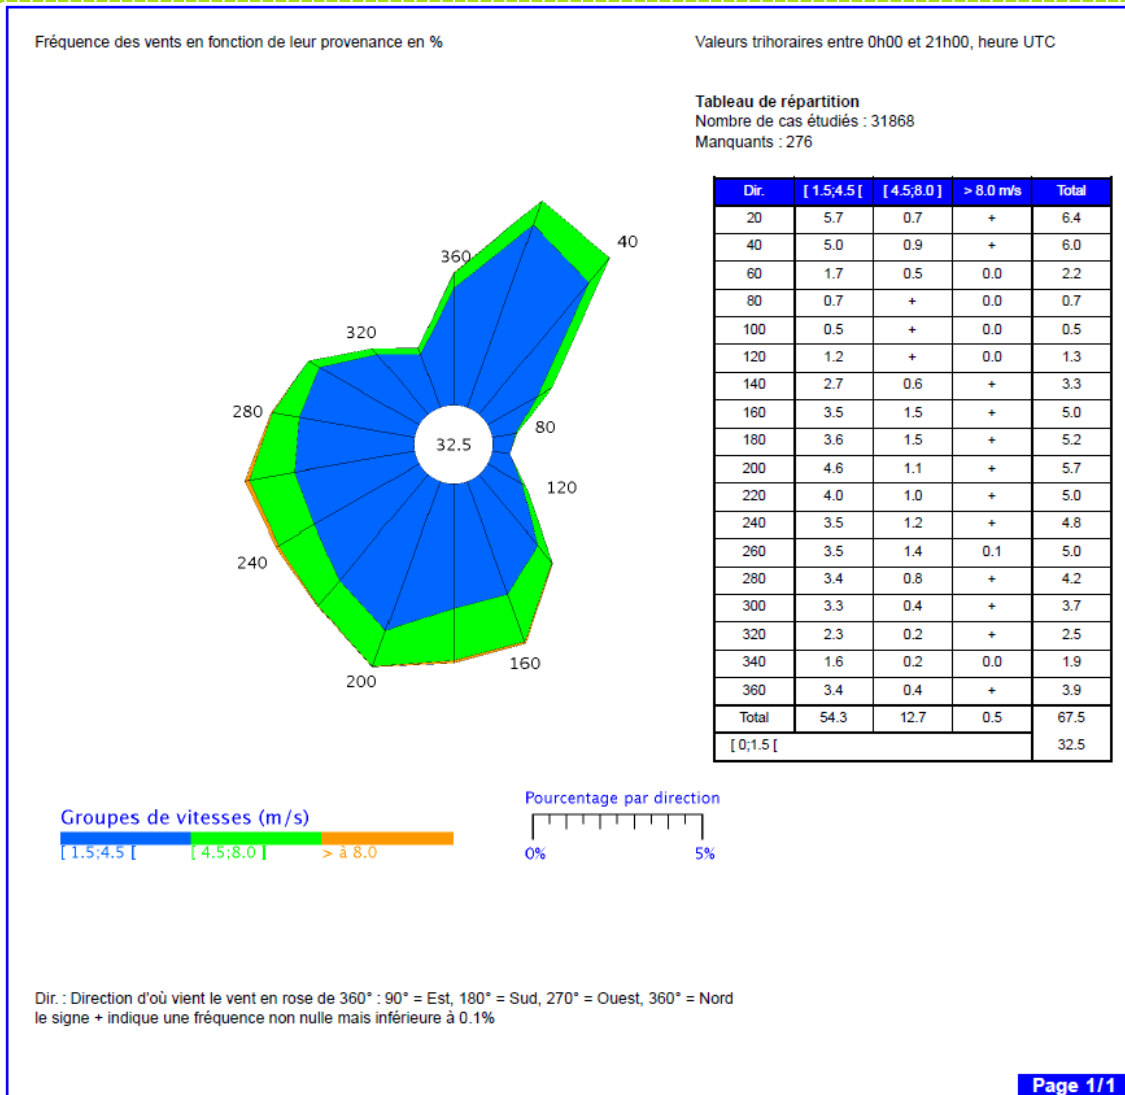 Fréquence des vents en fonction de leur provenance en %
Valeurs trihoraires entre 0h00 et 21h00, heure UTC
Tableau de répartition
Nombre de cas étudiés : 31868
Manquants : 276
360
40
320
280
80
32.5
120
240
160
200
Dir. [ 1.5;4.5 [ [ 4.5;8.0 ] > 8.0 m/s Total
20 5.7 0.7 + 6.4
40 5.0 0.9 + 6.0
60 1.7 0.5 0.0 2.2
80 0.7 + 0.0 0.7
100 0.5 + 0.0 0.5
120 1.2 + 0.0 1.3
140 2.7 0.6 + 3.3
160 3.5 1.5 + 5.0
180 3.6 1.5 + 5.2
200 4.6 1.1 + 5.7
220 4.0 1.0 + 5.0
240 3.5 1.2 + 4.8
260 3.5 1.4 0.1 5.0
280 3.4 0.8 + 4.2
300 3.3 0.4 + 3.7
320 2.3 0.2 + 2.5
340 1.6 0.2 0.0 1.9
360 3.4 0.4 + 3.9
Total 54.3 12.7 0.5 67.5
[ 0;1.5 [ 32.5
Groupes de vitesses (m/s)
[ 1.5;4.5 [ [ 4.5;8.0 ] > à 8.0
Pourcentage par direction
0% 5%
Dir. : Direction d'où vient le vent en rose de 360° : 90° = Est, 180° = Sud, 270° = Ouest, 360° = Nord
le signe + indique une fréquence non nulle mais inférieure à 0.1%
Page 1/1